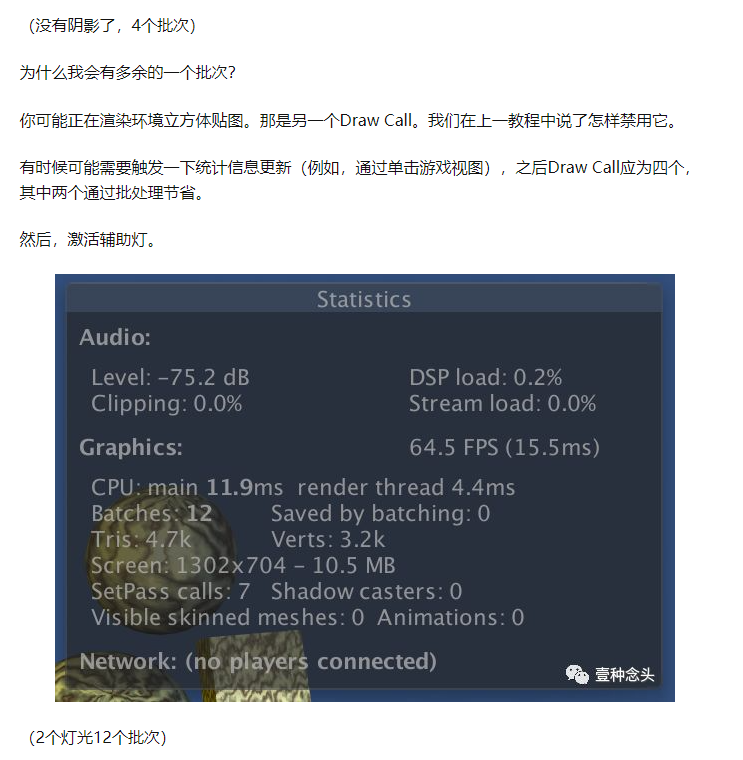 （没有阴影了，4个批次）
为什么我会有多余的一个批次？
你可能正在渲染环境立方体贴图。那是另一个Draw Call。我们在上一教程中说了怎样禁用它。
有时候可能需要触发一下统计信息更新（例如，通过单击游戏视图），之后Draw Call应为四个，
其中两个通过批处理节省。
然后，激活辅助灯。
Statistics
Audio:
Level: -75.2 dB DSP load: 0.2%
Clipping: 0.0% Stream load: 0.0%
Graphics: 64.5 FPS (15.5ms)
CPU: main 11.9ms render thread 4.4ms
Batches: 12 Saved by batching: 0
Tris: 4.7k Verts: 3.2k
Screen: 1302x704 - 10.5 MB
SetPass calls: 7 Shadow casters: 0
Visible skinned meshes: 0 Animations: 0
Network: (no players connected)
壹种念头
（2个灯光12个批次）